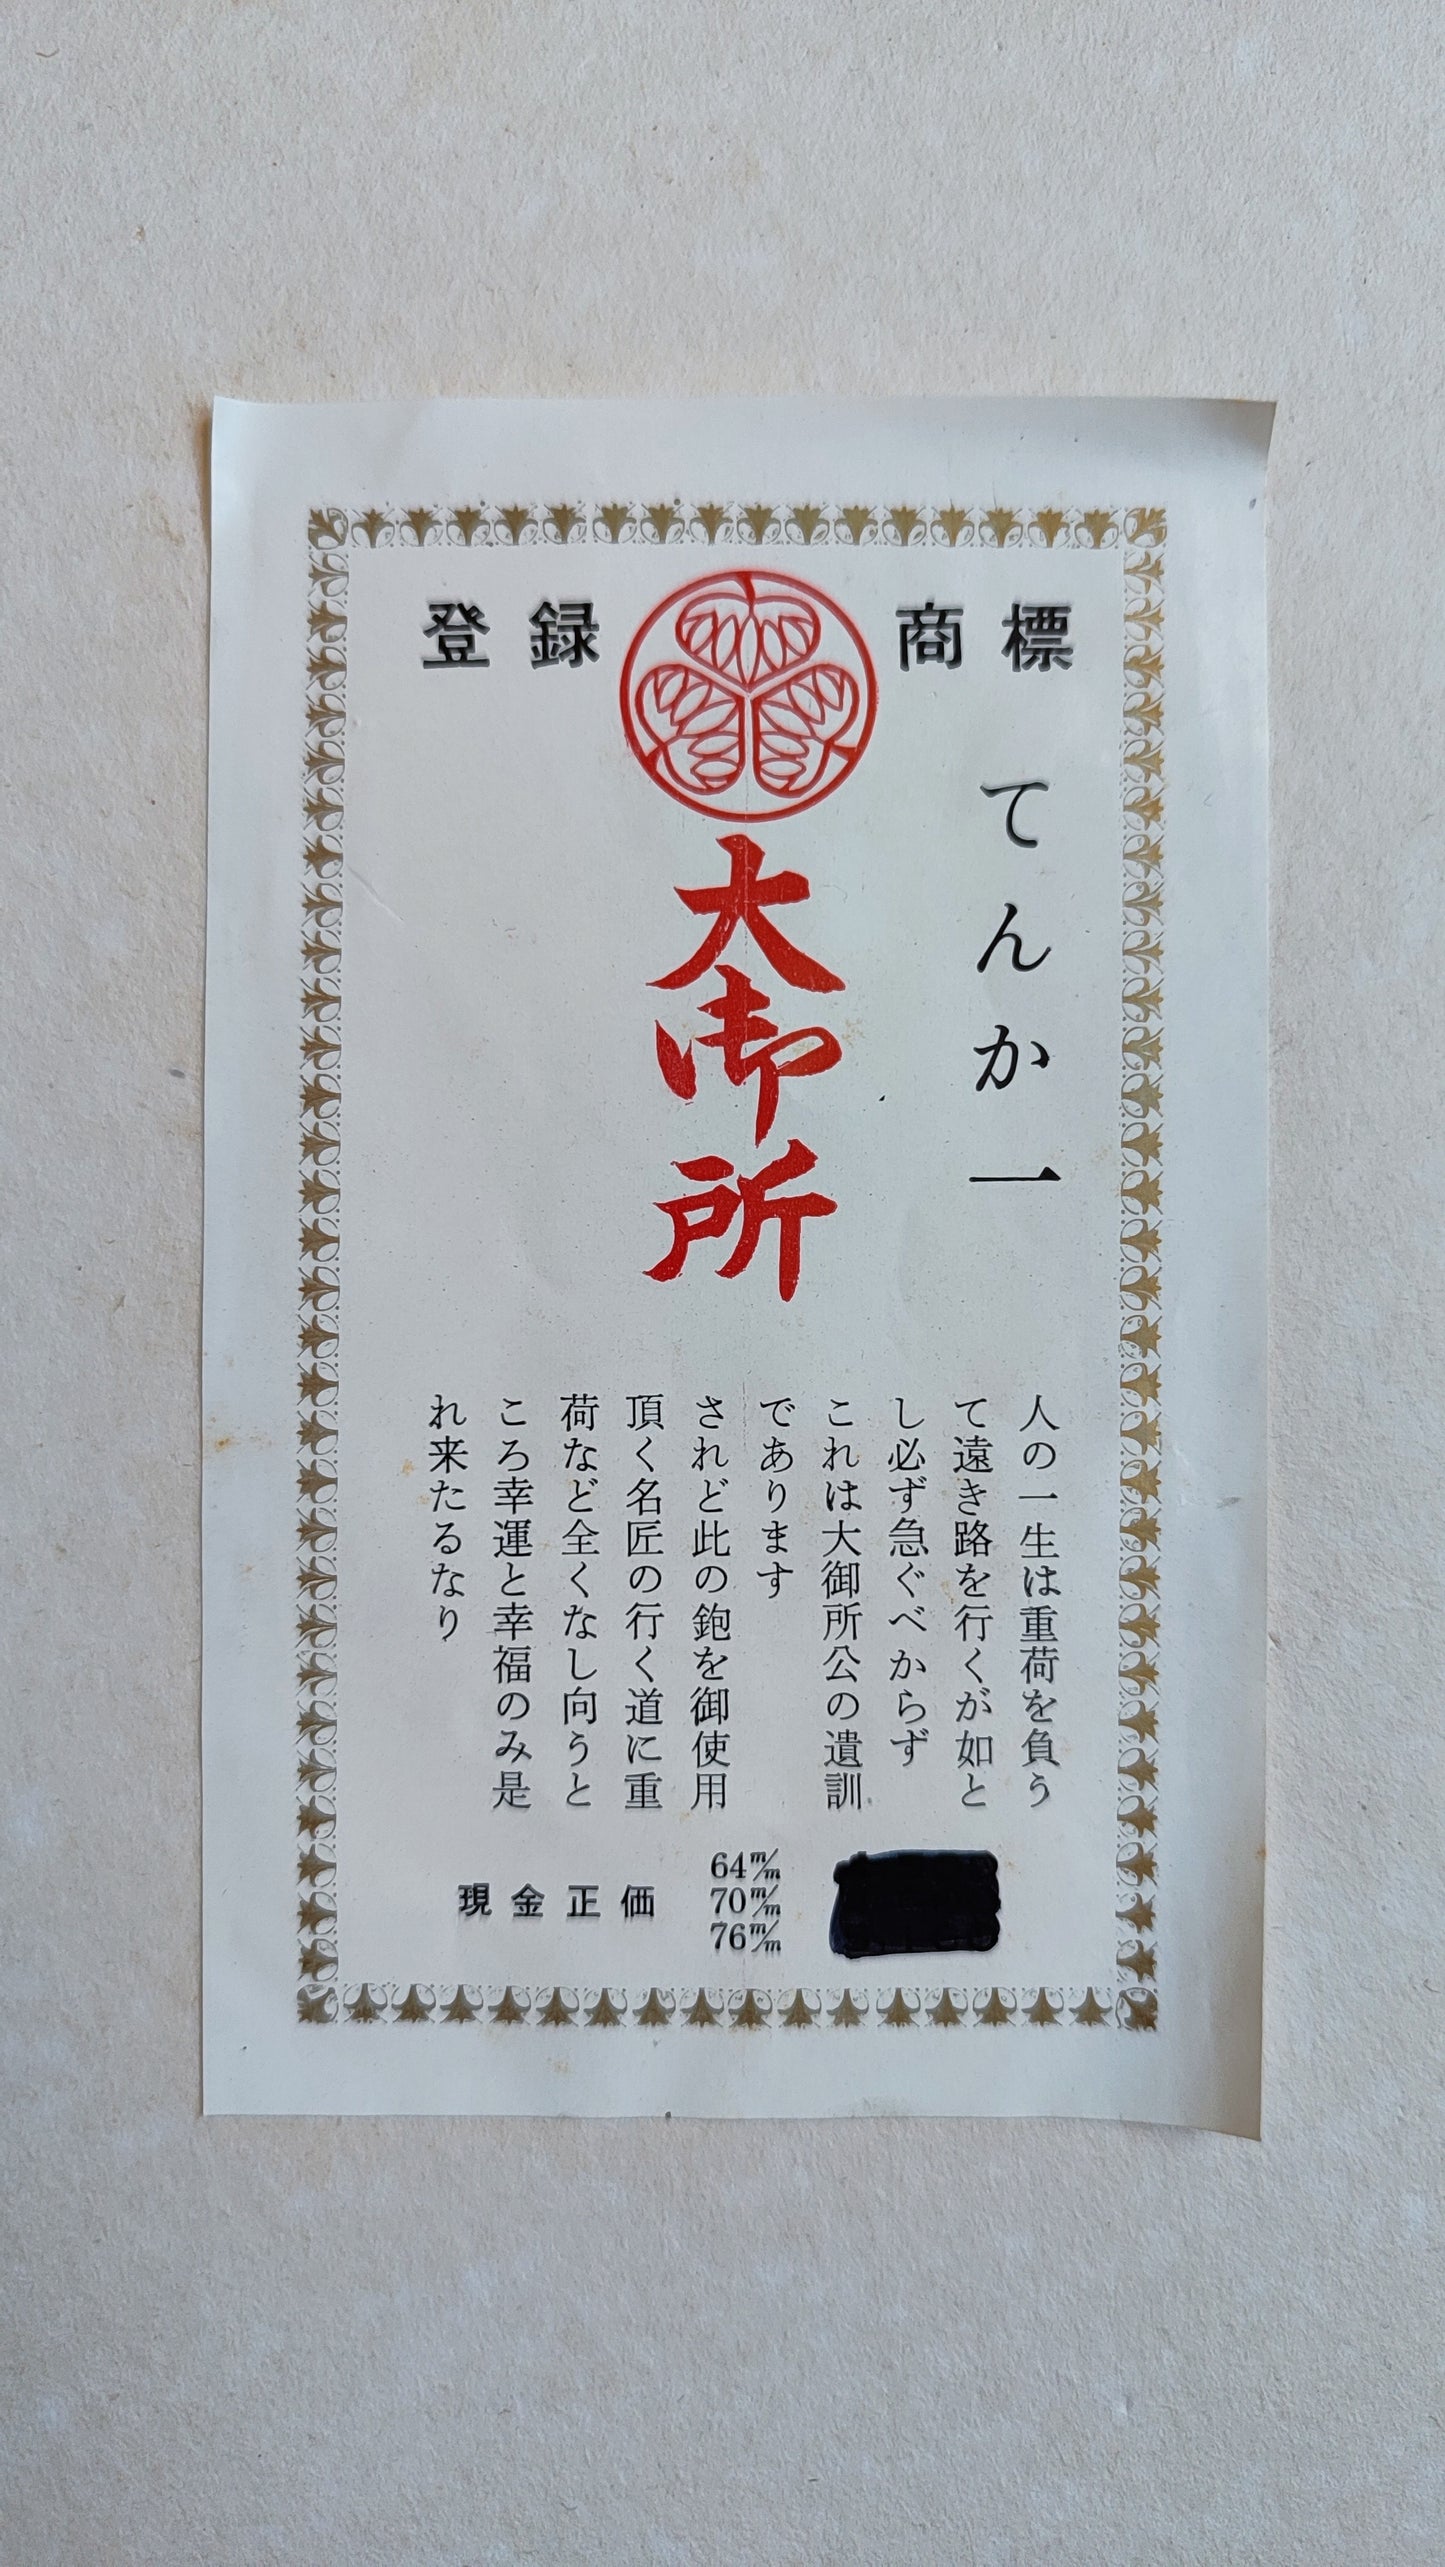 登録 商標
てんか一
大御所
人の一生は重荷を負う
て遠き路を行くが如と
し必ず急ぐべからず
これは大御所公の遺訓
であります
されど此の鉋を御使用
頂く名匠の行く道に重
荷など全くなし向うと
ころ幸運と幸福のみ是
れ来たるなり
現金正価
64m/m
70m/m
76m/m